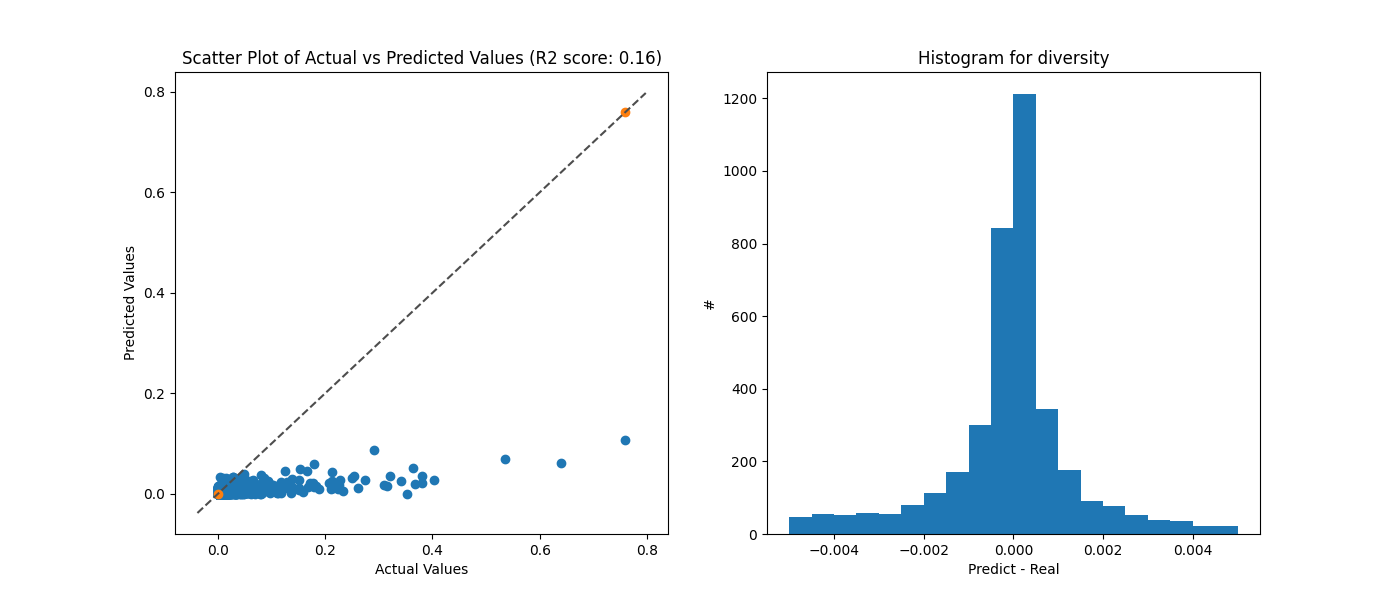 Scatter Plot of Actual vs Predicted Values (R2 score: 0.16)
0.8
0.6
0.4
0.2
0.0
Predicted Values
0.0 0.2 0.4 0.6 0.8
Actual Values
Histogram for diversity
1200
1000
800
600
400
200
0
#
−0.004 −0.002 0.000 0.002 0.004
Predict - Real